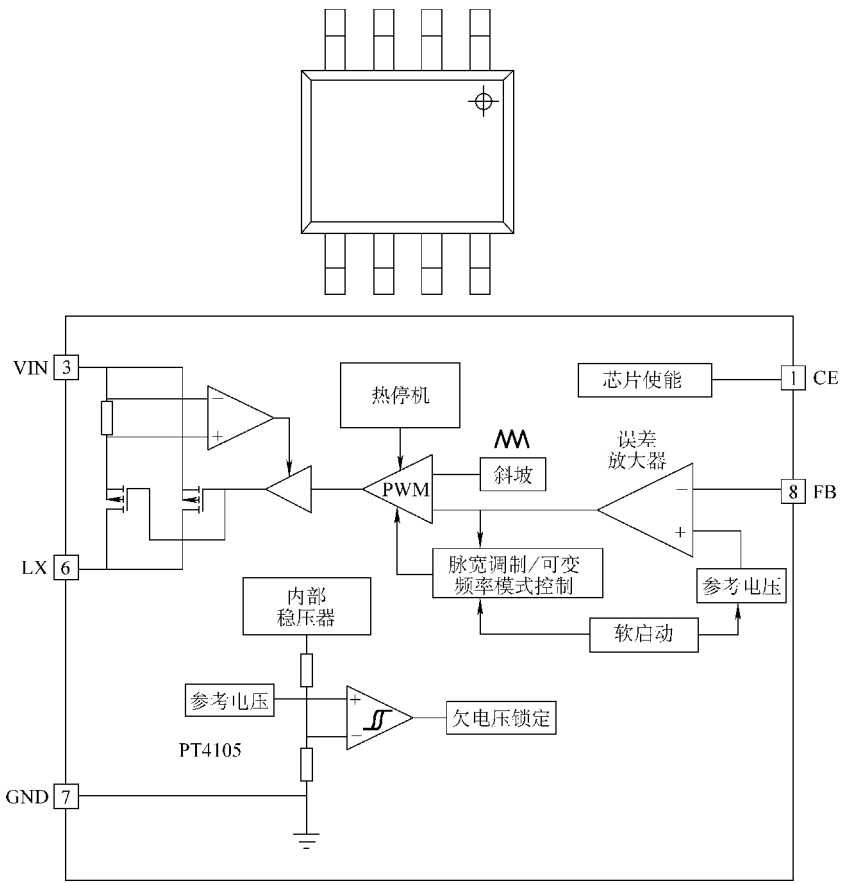 VIN 3
热停机
芯片使能
1 CE
误差
放大器
PWM
斜坡
8 FB
LX 6
脉宽调制/可变
频率模式控制
参考电压
内部
稳压器
软启动
参考电压
欠电压锁定
PT4105
GND 7